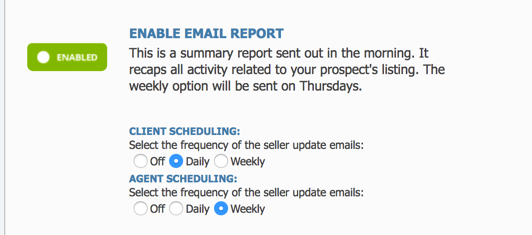 ENABLE EMAIL REPORT
ENABLED
This is a summary report sent out in the morning. It
recaps all activity related to your prospect's listing. The
weekly option will be sent on Thursdays.
CLIENT SCHEDULING:
Select the frequency of the seller update emails:
Off Daily Weekly
AGENT SCHEDULING:
Select the frequency of the seller update emails:
Off Daily Weekly